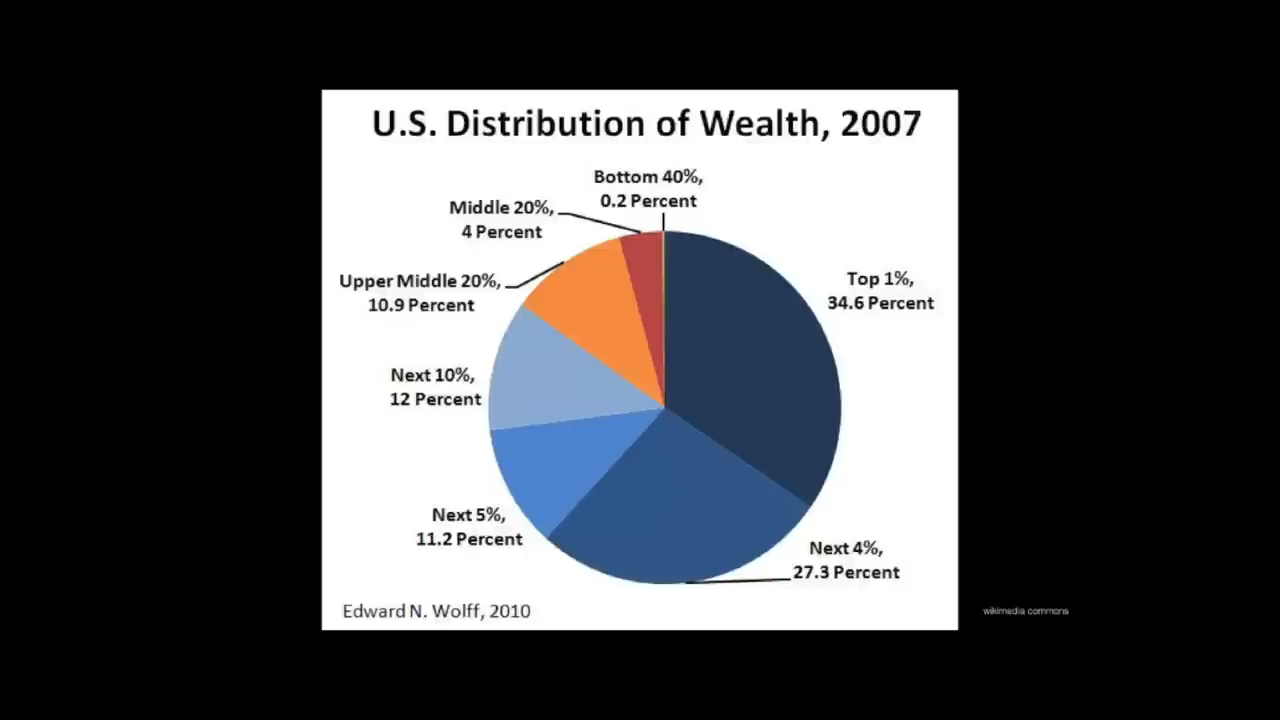 U.S. Distribution of Wealth, 2007
Bottom 40%,
0.2 Percent
Middle 20%,
4 Percent
Upper Middle 20%,
10.9 Percent
Top 1%,
34.6 Percent
Next 10%,
12 Percent
Next 5%,
11.2 Percent
Next 4%,
27.3 Percent
Edward N. Wolff, 2010
wikimedia commons